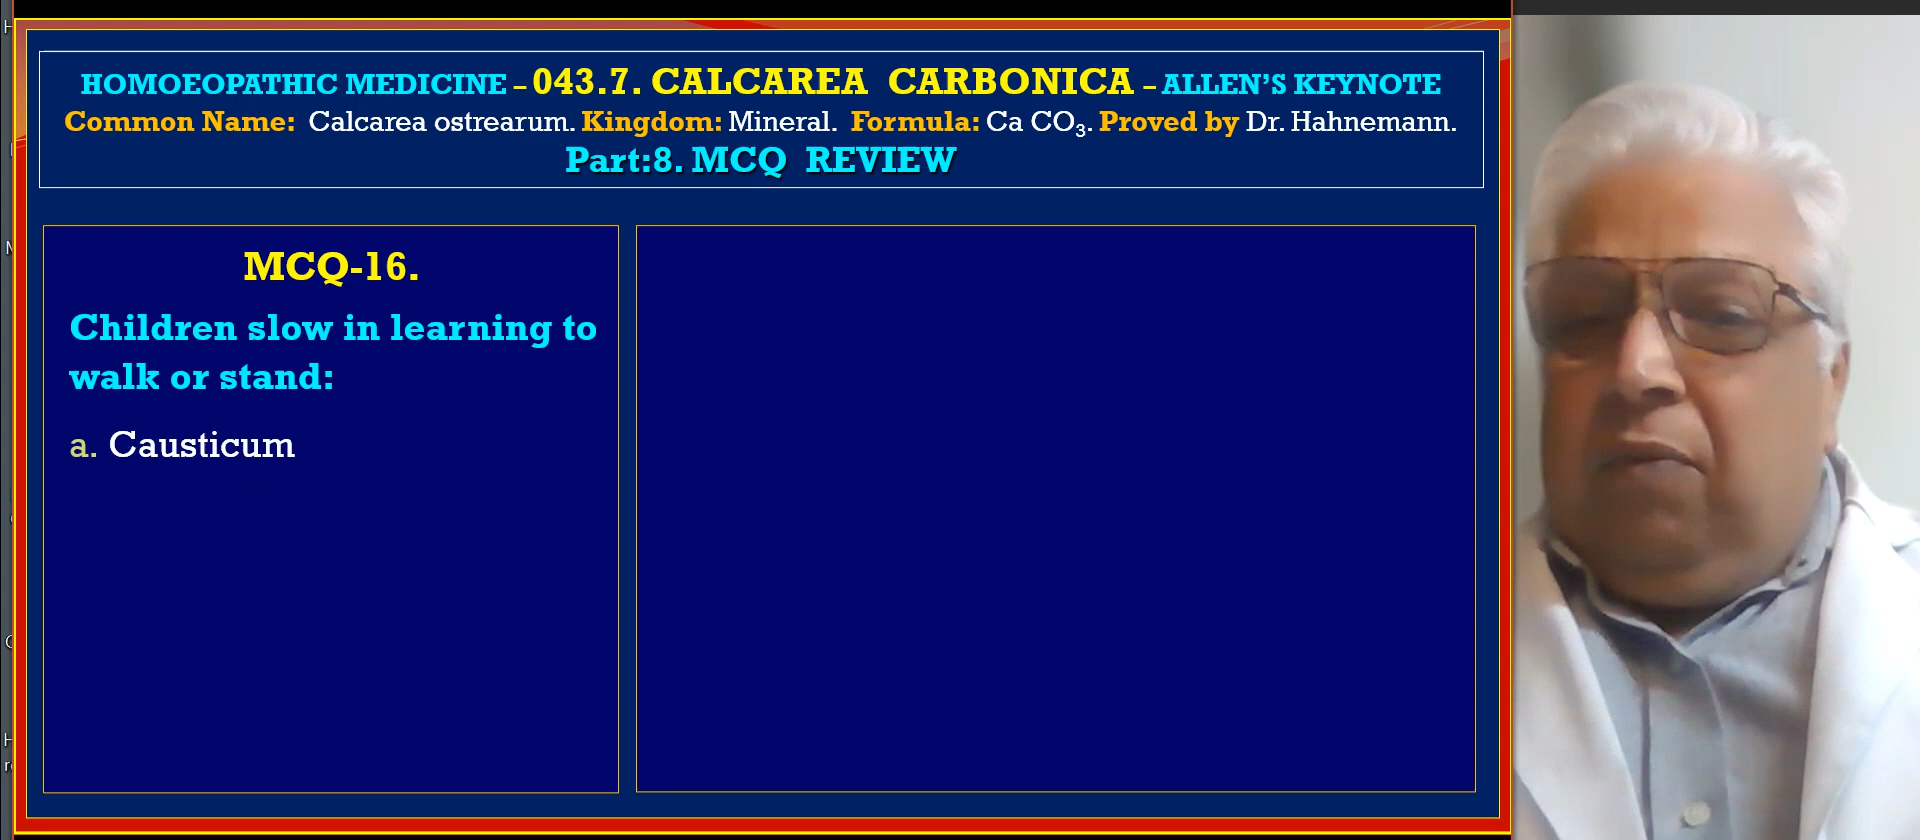 HOMOEOPATHIC MEDICINE – 043.7. CALCAREA CARBONICA – ALLEN'S KEYNOTE
Common Name: Calcarea ostrearum. Kingdom: Mineral. Formula: Ca CO₃. Proved by Dr. Hahnemann.
Part:8. MCQ REVIEW
MCQ-16.
Children slow in learning to
walk or stand:
a. Causticum